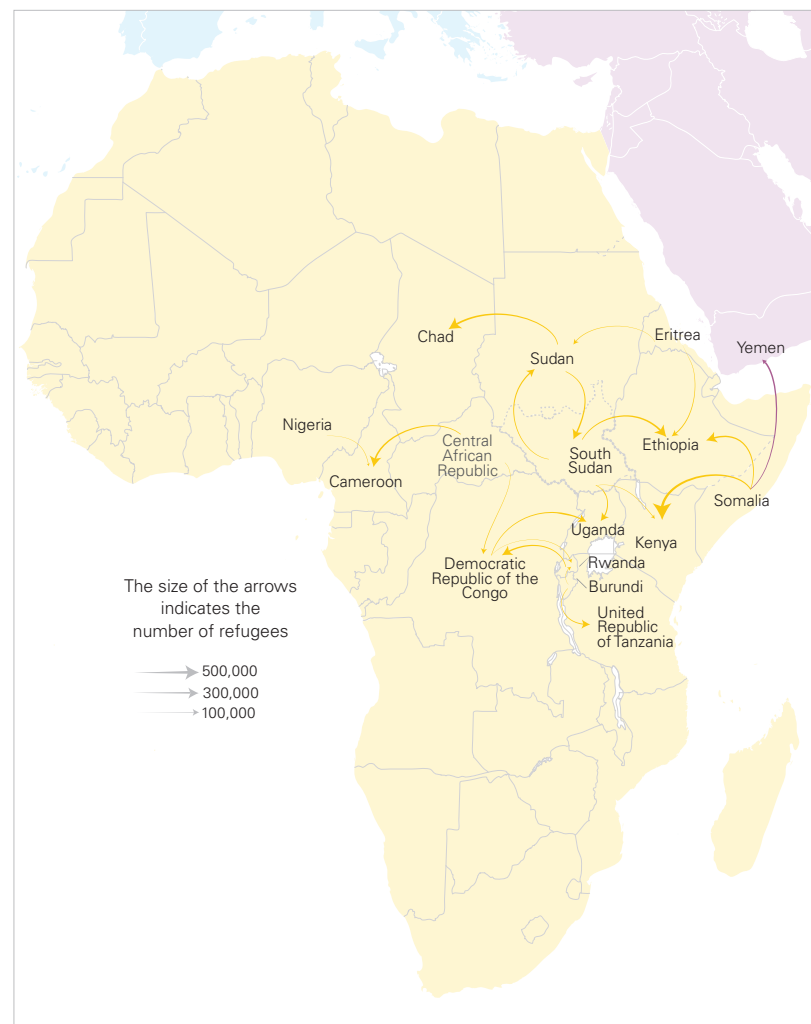 Chad
Sudan
Eritrea
Yemen
Nigeria
Cameroon
Central
African
Republic
South
Sudan
Ethiopia
Somalia
Uganda
Kenya
Democratic
Republic of the
Congo
Rwanda
Burundi
United
Republic
of Tanzania
The size of the arrows
indicates the
number of refugees
500,000
300,000
100,000